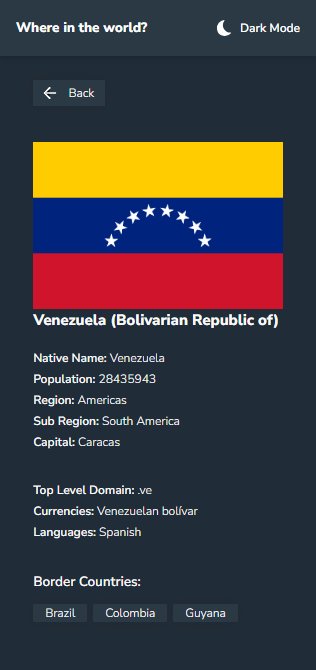 Where in the world?
Dark Mode
Back
Venezuela (Bolivarian Republic of)
Native Name: Venezuela
Population: 28435943
Region: Americas
Sub Region: South America
Capital: Caracas
Top Level Domain: .ve
Currencies: Venezuelan bolívar
Languages: Spanish
Border Countries:
Brazil Colombia Guyana